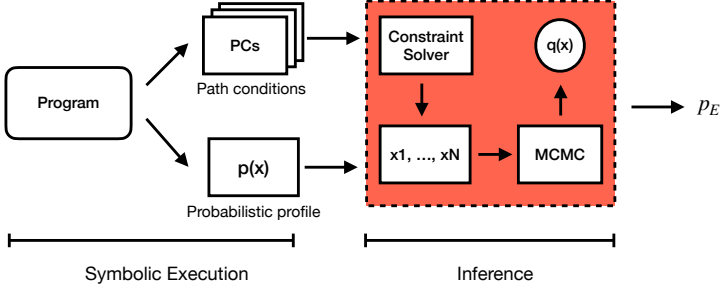 Program
PCs
Path conditions
p(x)
Probabilistic profile
Constraint
Solver
q(x)
x1, ..., xN
MCMC
p_E
Symbolic Execution
Inference